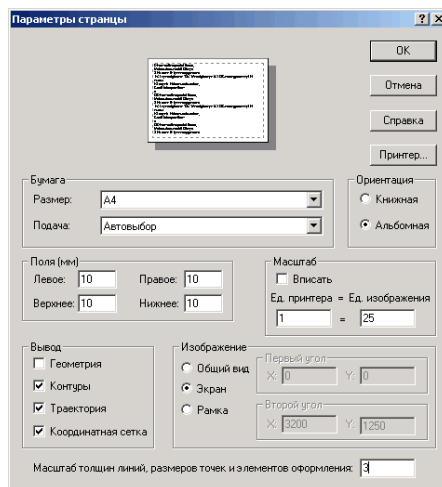 Параметры странцы
OK
Отмена
Справка
Принтер...
Бумага
Размер: A4
Подача: Автовыбор
Ориентация
Книжная
Альбомная
Поля (мм)
Левое: 10 Правое: 10
Верхнее: 10 Нижнее: 10
Масштаб
Вписать
Ед. принтера = Ед. изображения
1 = 25
Вывод
Геометрия
Контуры
Траектория
Координатная сетка
Изображение
Общий вид
Экран
Рамка
Первый угол
X: 0 Y: 0
Второй угол
X: 3200 Y: 1250
Масштаб толщин линий, размеров точек и элементов оформления: 3